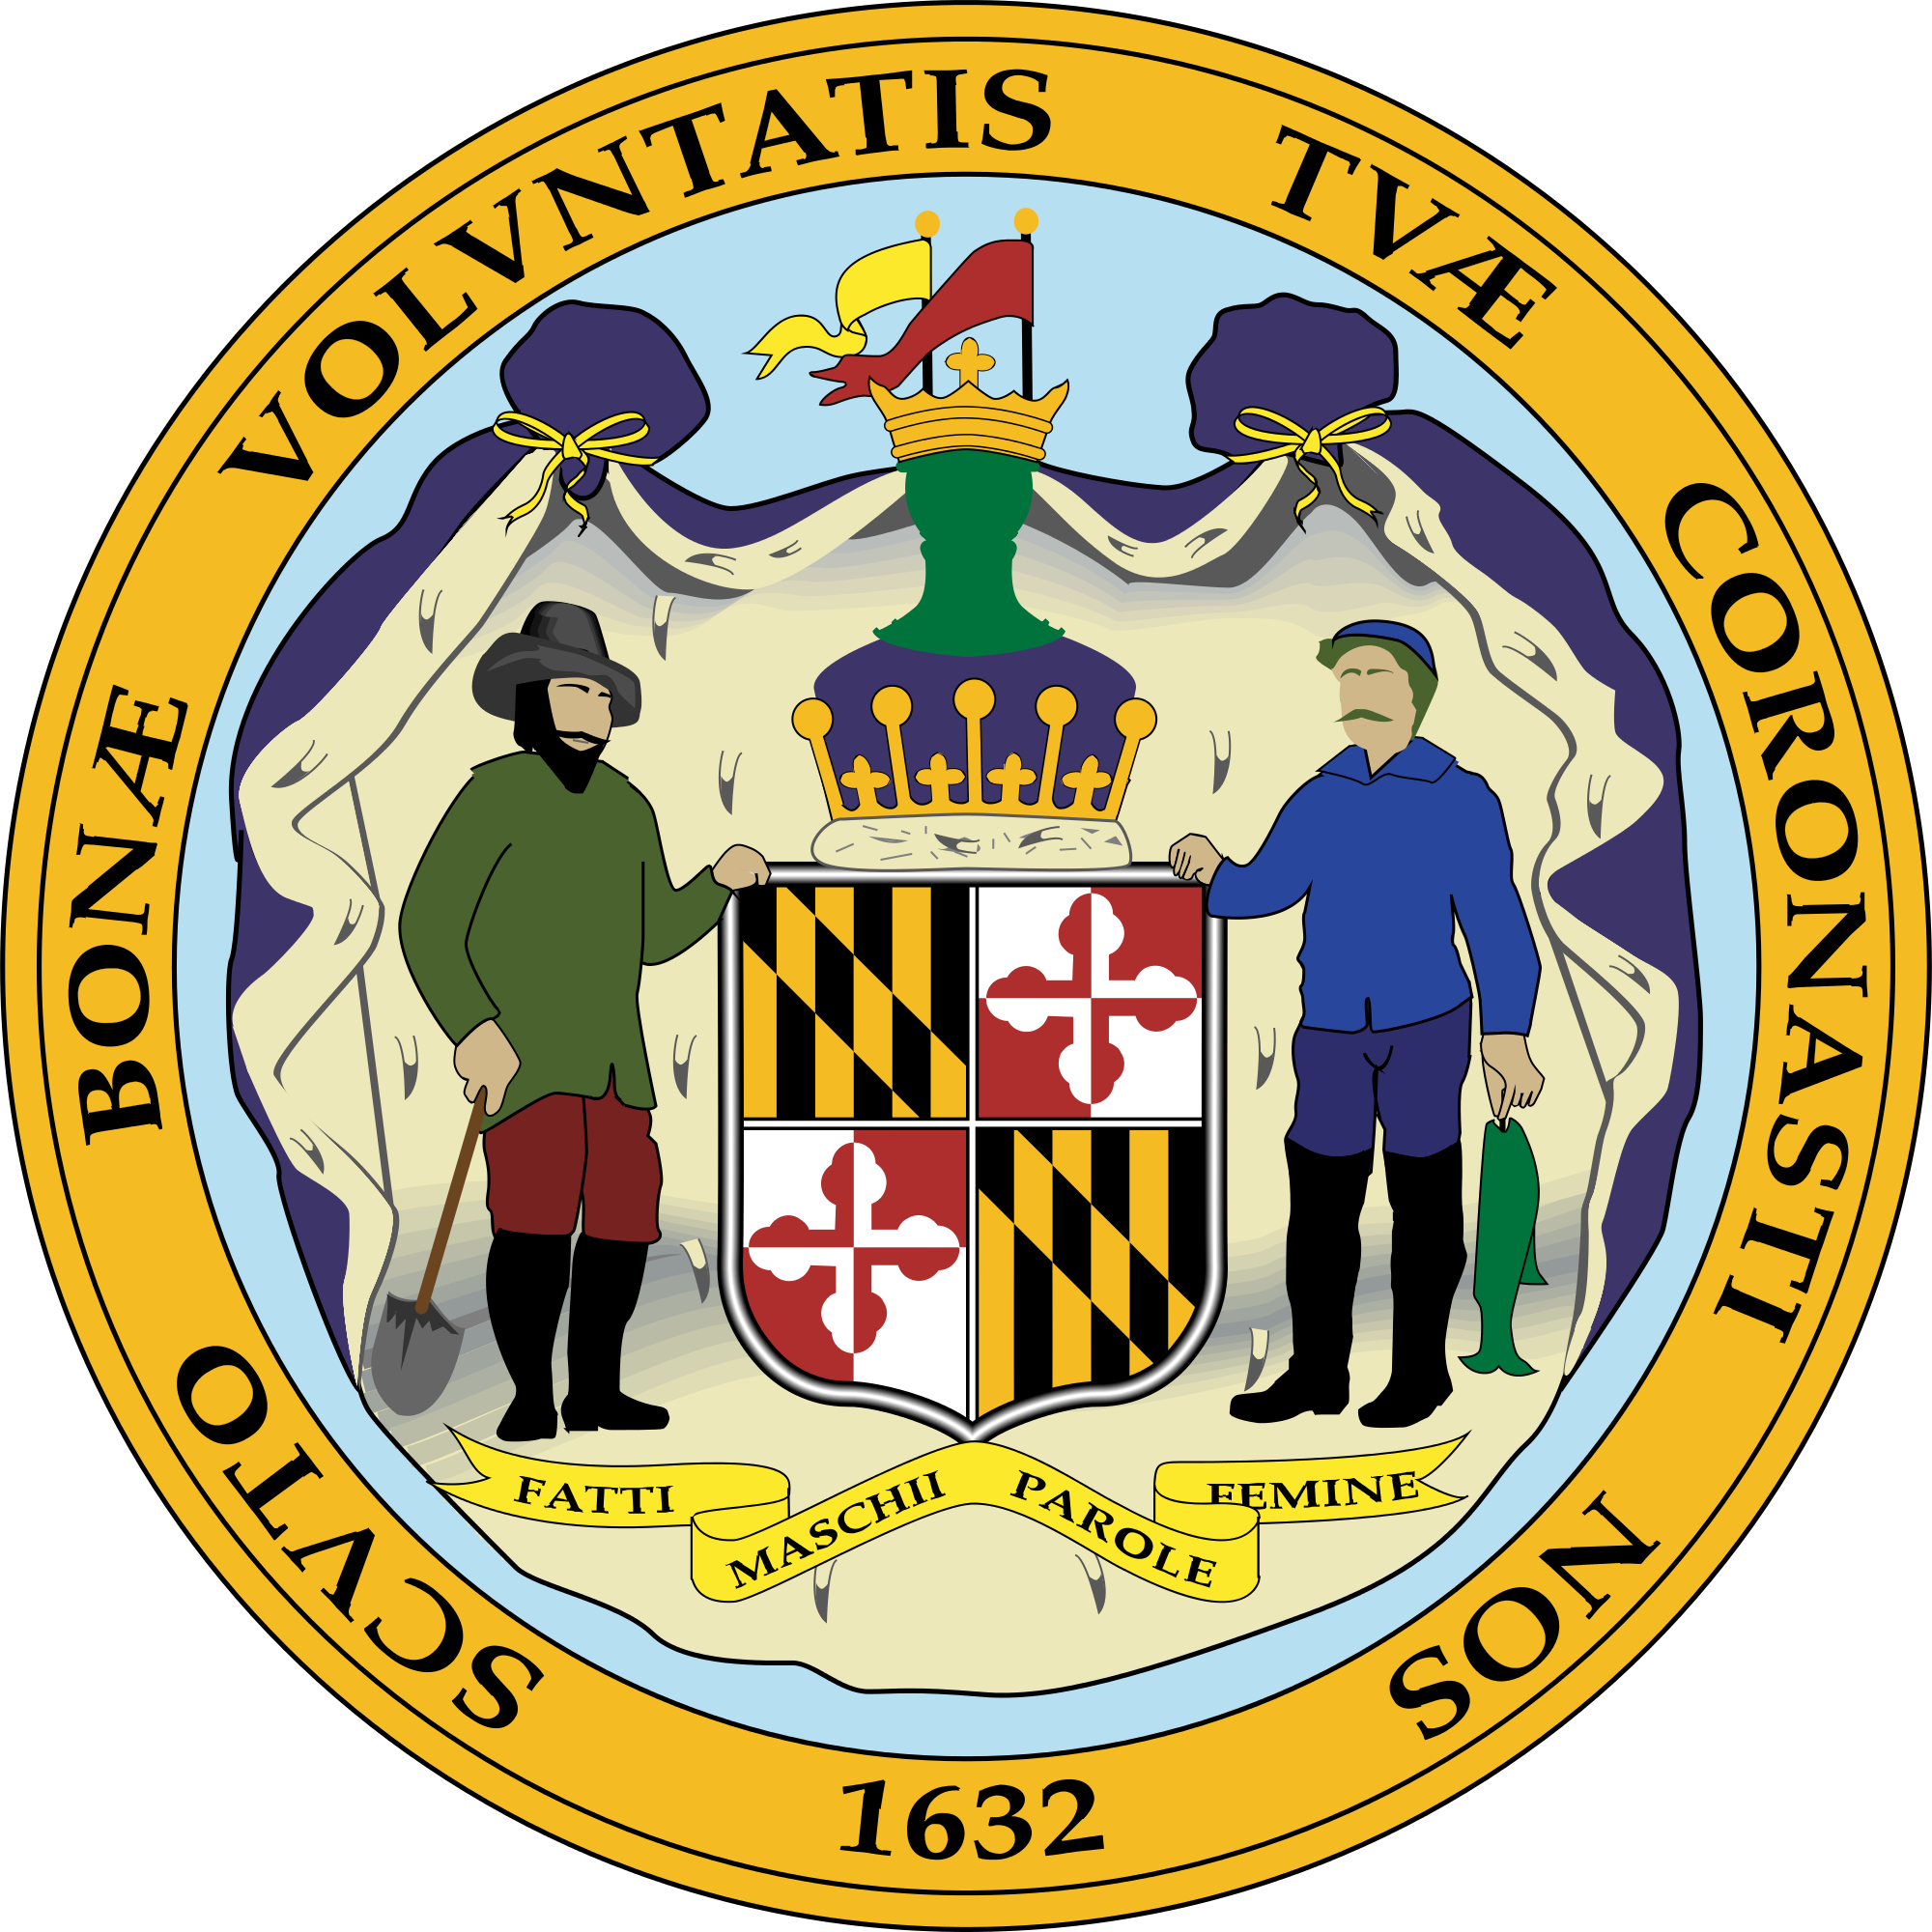 SCVTO BONÆ VOLVNTATIS TVÆ CORONASTI NOS
FATTI MASCHII PAROLE FEMINE
1632